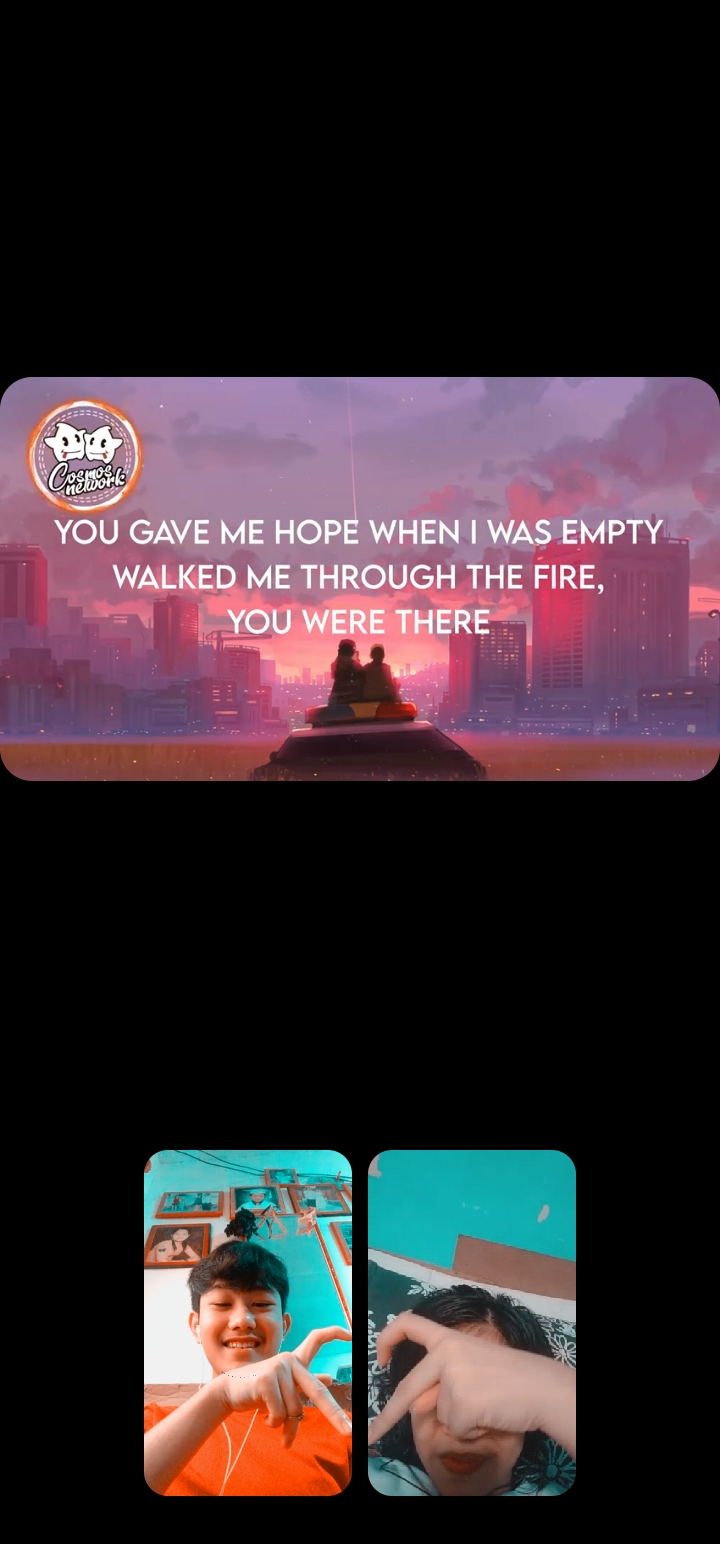 Cosmos
network
YOU GAVE ME HOPE WHEN I WAS EMPTY
WALKED ME THROUGH THE FIRE,
YOU WERE THERE